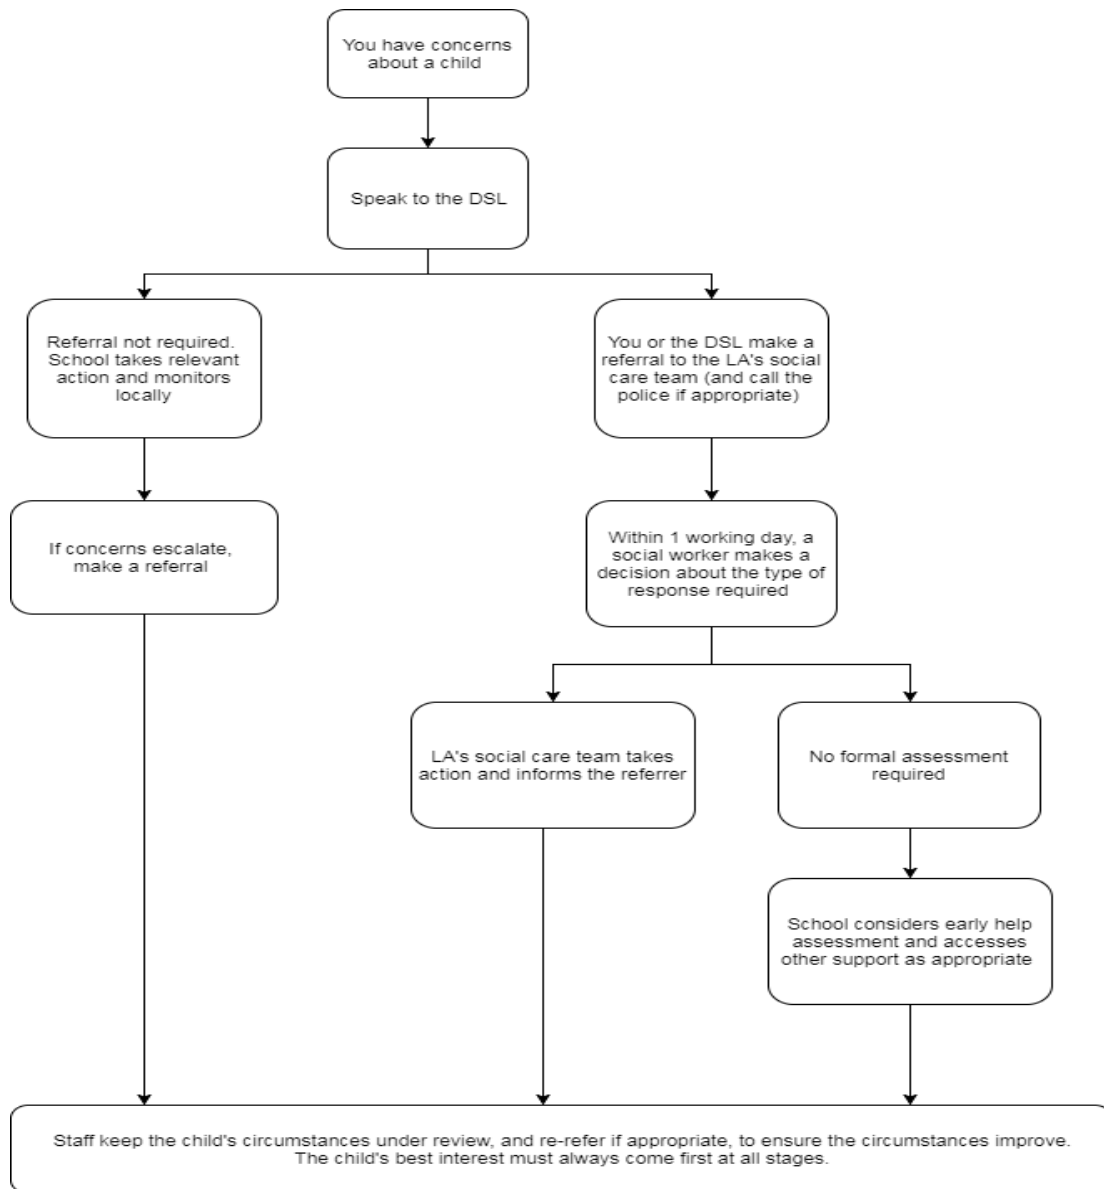 You have concerns
about a child
Speak to the DSL
Referral not required.
School takes relevant
action and monitors
locally
You or the DSL make a
referral to the LA's social
care team (and call the
police if appropriate)
If concerns escalate,
make a referral
Within 1 working day, a
social worker makes a
decision about the type of
response required
LA's social care team takes
action and informs the referrer
No formal assessment
required
School considers early help
assessment and accesses
other support as appropriate
Staff keep the child's circumstances under review, and re-refer if appropriate, to ensure the circumstances improve.
The child's best interest must always come first at all stages.